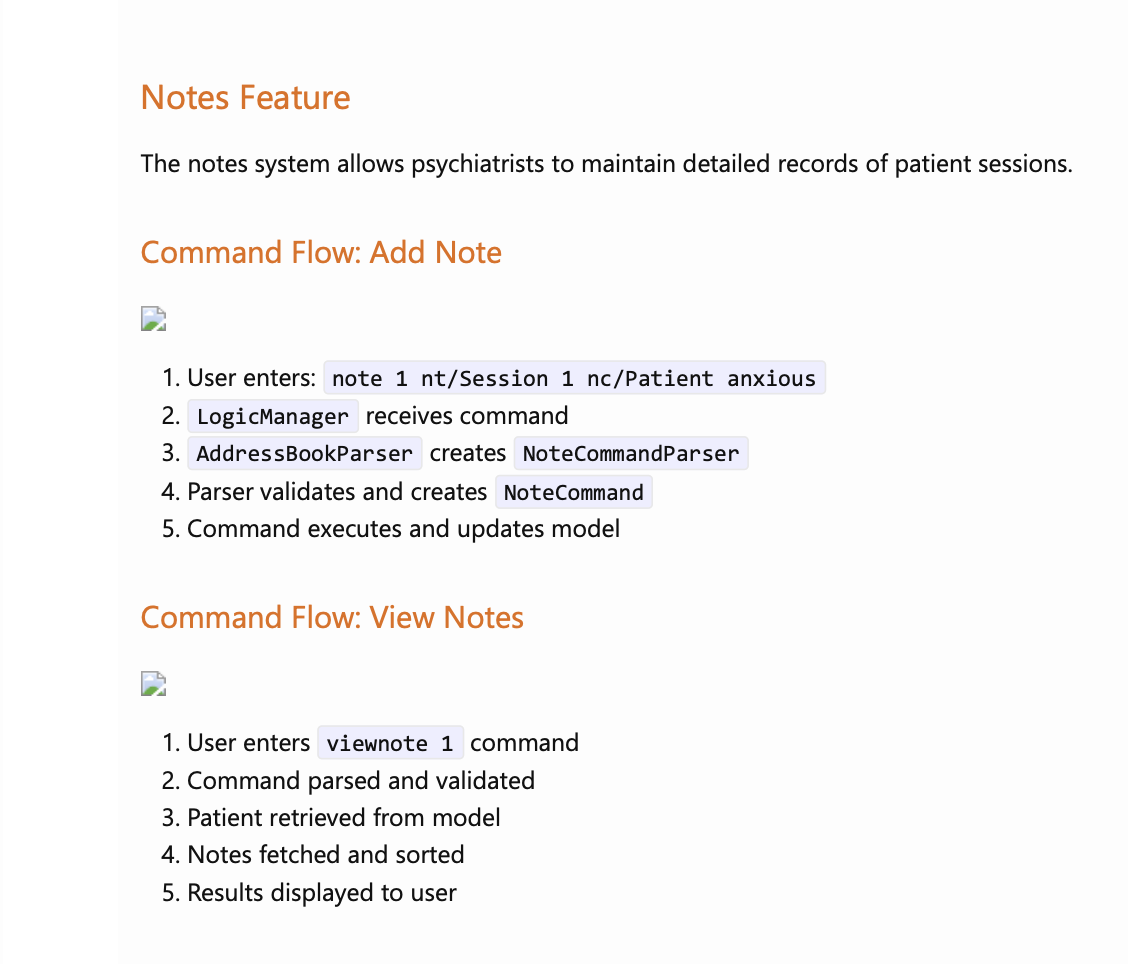 Notes Feature
The notes system allows psychiatrists to maintain detailed records of patient sessions.
Command Flow: Add Note
1. User enters: note 1 nt/Session 1 nc/Patient anxious
2. LogicManager receives command
3. AddressBookParser creates NoteCommandParser
4. Parser validates and creates NoteCommand
5. Command executes and updates model
Command Flow: View Notes
1. User enters viewnote 1 command
2. Command parsed and validated
3. Patient retrieved from model
4. Notes fetched and sorted
5. Results displayed to user